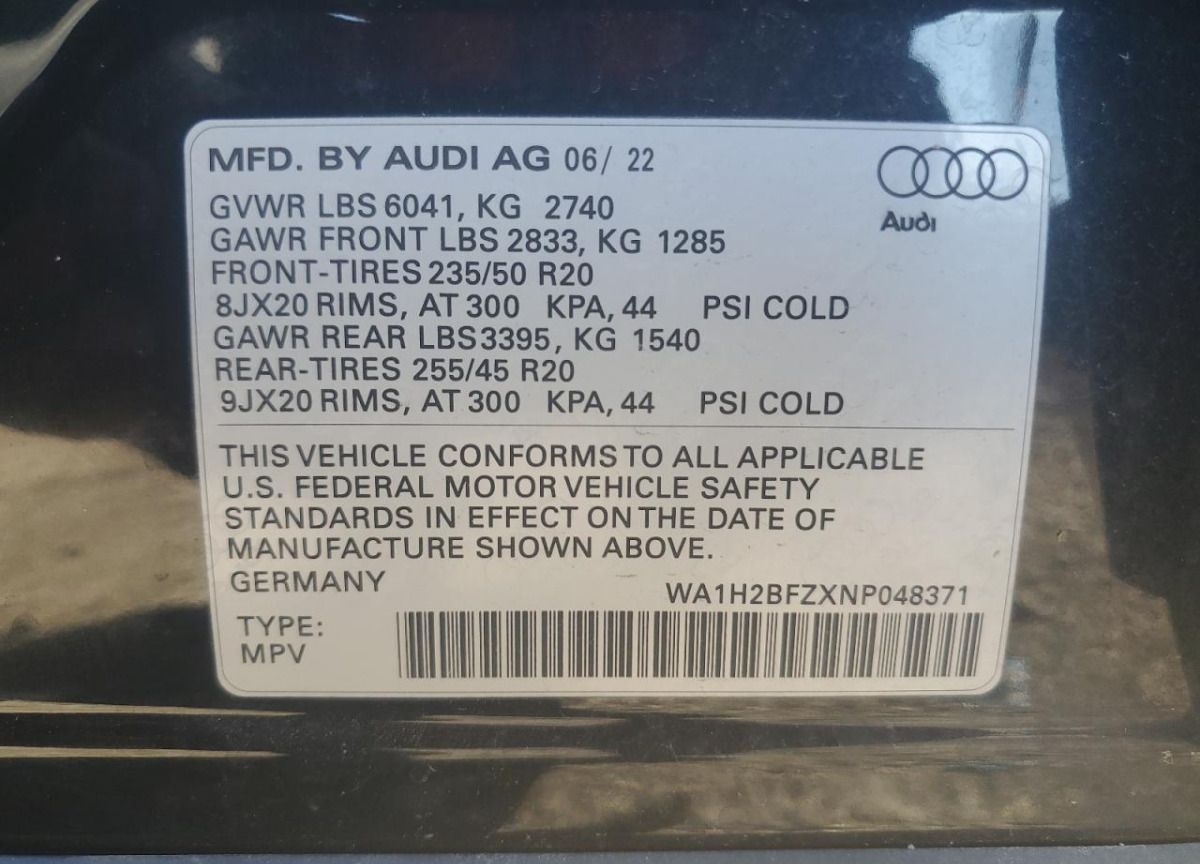 MFD. BY AUDI AG 06/ 22
Audi
GVWR LBS 6041, KG 2740
GAWR FRONT LBS 2833, KG 1285
FRONT-TIRES 235/50 R20
8JX20 RIMS, AT 300 KPA, 44 PSI COLD
GAWR REAR LBS3395, KG 1540
REAR-TIRES 255/45 R20
9JX20 RIMS, AT 300 KPA, 44 PSI COLD
THIS VEHICLE CONFORMS TO ALL APPLICABLE
U.S. FEDERAL MOTOR VEHICLE SAFETY
STANDARDS IN EFFECT ON THE DATE OF
MANUFACTURE SHOWN ABOVE.
GERMANY
WA1H2BFZXNP048371
TYPE:
MPV